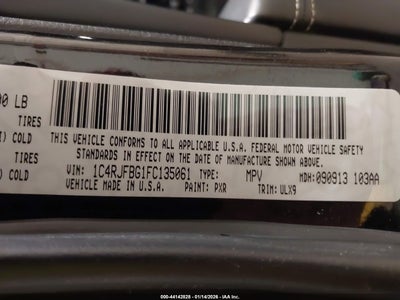 00 LB
TIRES
I) COLD
TIRES
I) COLD
THIS VEHICLE CONFORMS TO ALL APPLICABLE U.S.A. FEDERAL MOTOR VEHICLE SAFETY
STANDARDS IN EFFECT ON THE DATE OF MANUFACTURE SHOWN ABOVE.
VIN: 1C4RJFBG1FC135061 TYPE: MPV MDH: 090913 103AA
VEHICLE MADE IN U.S.A. PAINT: PXR TRIM: ULX9
000-44142828 - 01/14/2026 - IAA Inc.